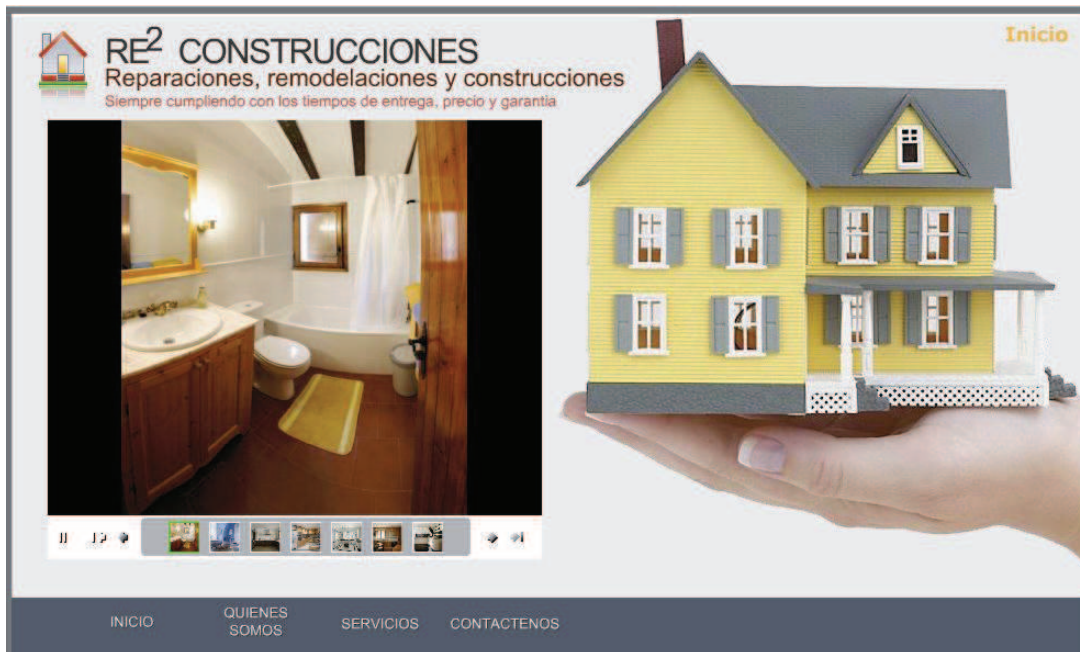 RE² CONSTRUCCIONES
Reparaciones, remodelaciones y construcciones
Siempre cumpliendo con los tiempos de entrega, precio y garantia
Inicio
INICIO
QUIENES
SOMOS
SERVICIOS
CONTACTENOS